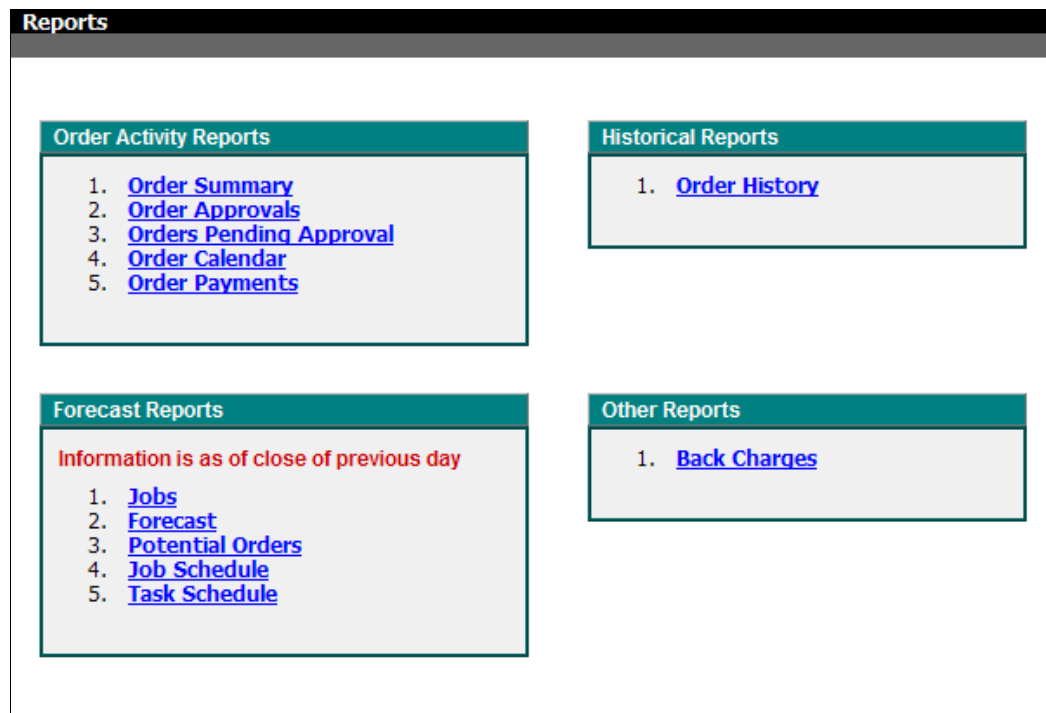 Reports
Order Activity Reports
1. Order Summary
2. Order Approvals
3. Orders Pending Approval
4. Order Calendar
5. Order Payments
Historical Reports
1. Order History
Forecast Reports
Information is as of close of previous day
1. Jobs
2. Forecast
3. Potential Orders
4. Job Schedule
5. Task Schedule
Other Reports
1. Back Charges